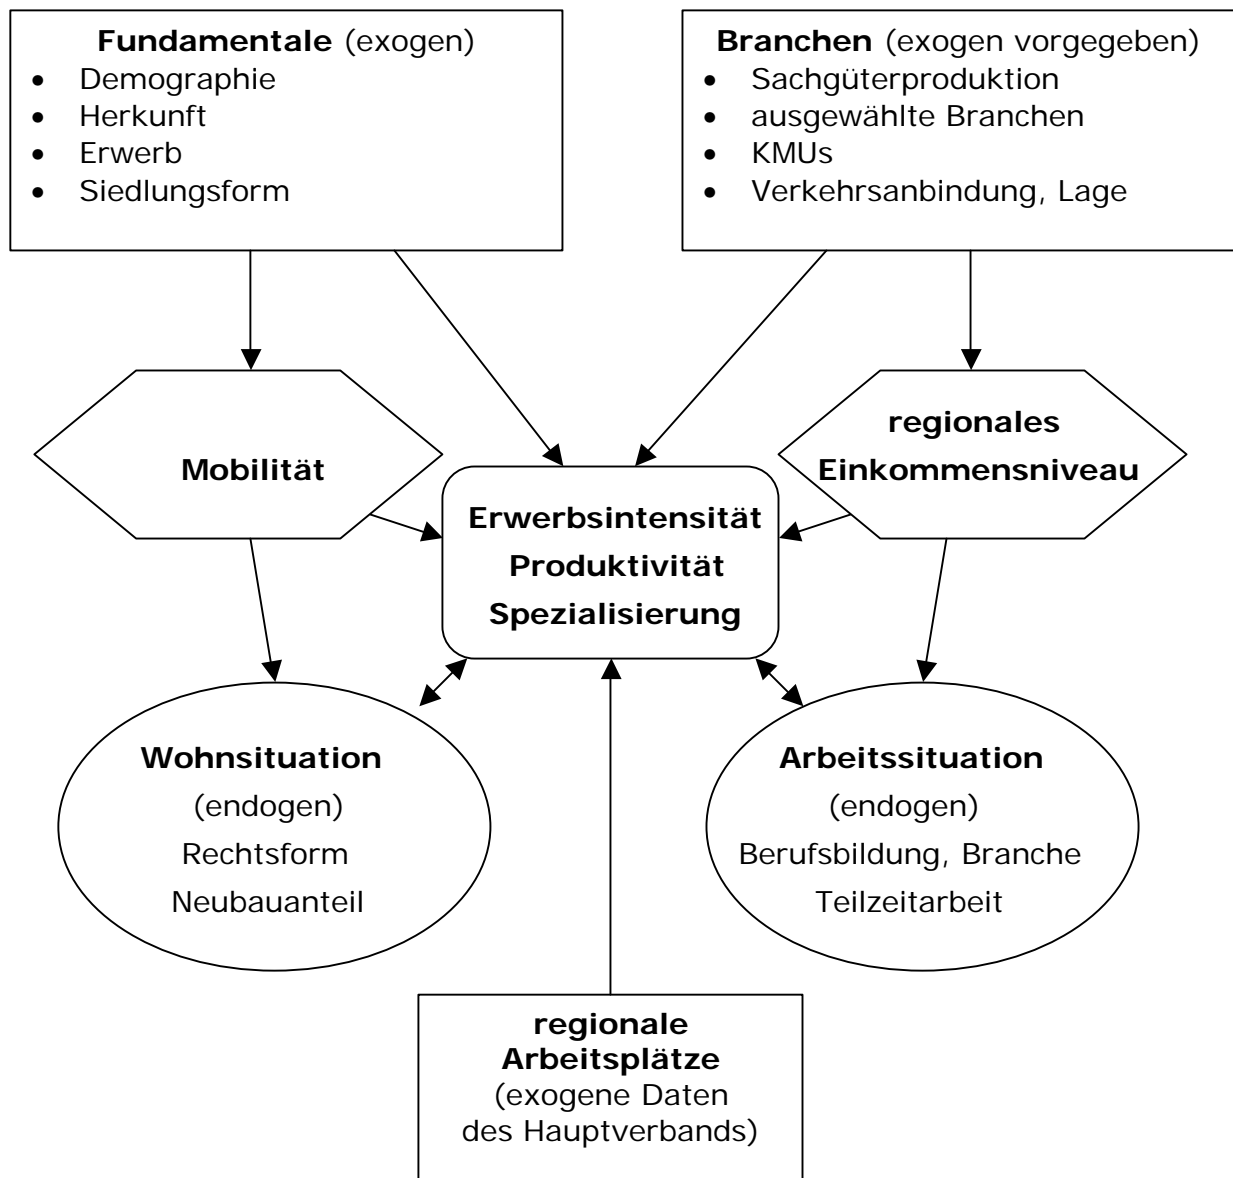 Fundamentale (exogen)
• Demographie
• Herkunft
• Erwerb
• Siedlungsform
Branchen (exogen vorgegeben)
• Sachgüterproduktion
• ausgewählte Branchen
• KMUs
• Verkehrsanbindung, Lage
Mobilität
regionales
Einkommensniveau
Erwerbsintensität
Produktivität
Spezialisierung
Wohnsituation
(endogen)
Rechtsform
Neubauanteil
Arbeitssituation
(endogen)
Berufsbildung, Branche
Teilzeitarbeit
regionale
Arbeitsplätze
(exogene Daten
des Hauptverbands)